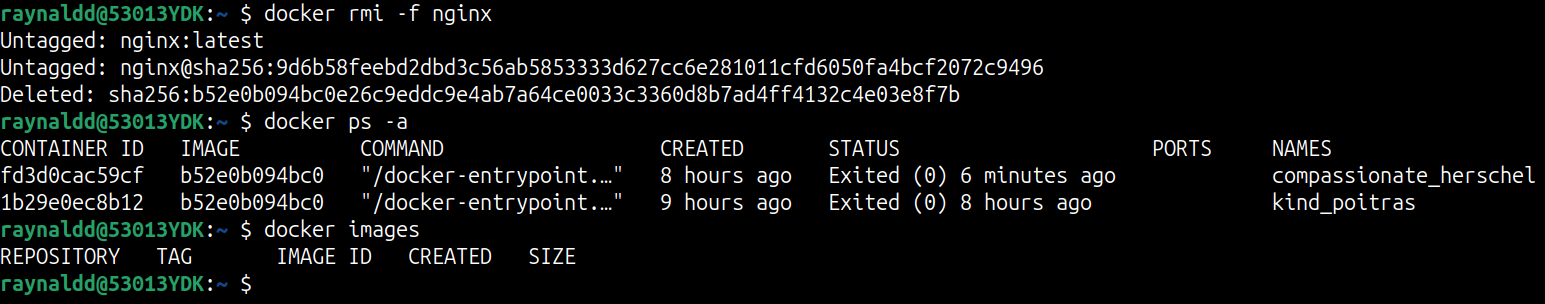 raynaldd@53013YDK:~ $ docker rmi -f nginx
Untagged: nginx:latest
Untagged: nginx@sha256:9d6b58feebd2dbd3c56ab5853333d627cc6e281011cfd6050fa4bcf2072c9496
Deleted: sha256:b52e0b094bc0e26c9eddc9e4ab7a64ce0033c3360d8b7ad4ff4132c4e03e8f7b
raynaldd@53013YDK:~ $ docker ps -a
CONTAINER ID   IMAGE          COMMAND                  CREATED       STATUS                     PORTS     NAMES
fd3d0cac59cf   b52e0b094bc0   "/docker-entrypoint.…"   8 hours ago   Exited (0) 6 minutes ago             compassionate_herschel
1b29e0ec8b12   b52e0b094bc0   "/docker-entrypoint.…"   9 hours ago   Exited (0) 8 hours ago               kind_poitras
raynaldd@53013YDK:~ $ docker images
REPOSITORY   TAG       IMAGE ID   CREATED   SIZE
raynaldd@53013YDK:~ $